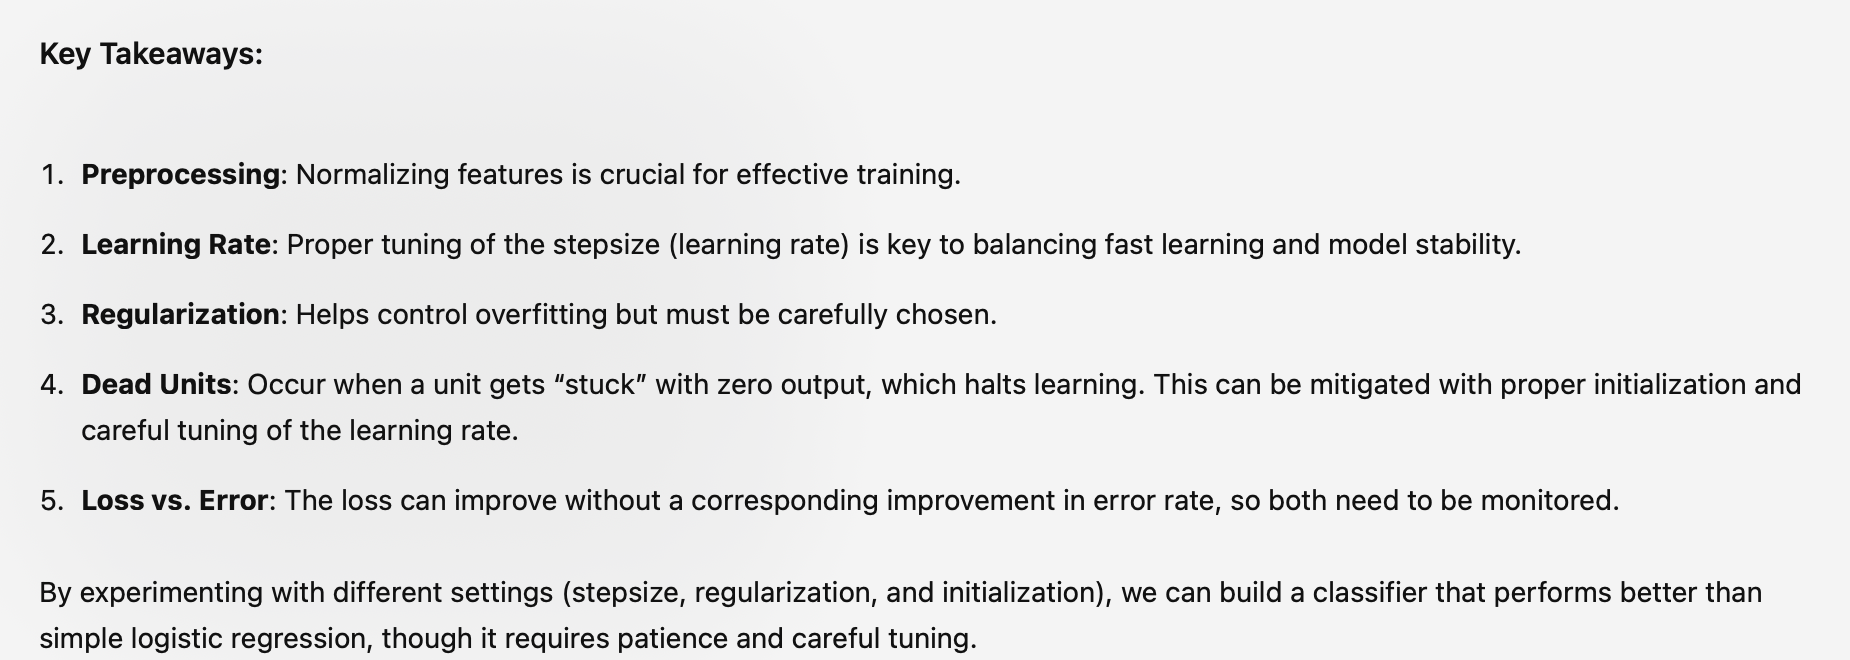 Key Takeaways:
1. Preprocessing: Normalizing features is crucial for effective training.
2. Learning Rate: Proper tuning of the stepsize (learning rate) is key to balancing fast learning and model stability.
3. Regularization: Helps control overfitting but must be carefully chosen.
4. Dead Units: Occur when a unit gets “stuck” with zero output, which halts learning. This can be mitigated with proper initialization and
careful tuning of the learning rate.
5. Loss vs. Error: The loss can improve without a corresponding improvement in error rate, so both need to be monitored.
By experimenting with different settings (stepsize, regularization, and initialization), we can build a classifier that performs better than
simple logistic regression, though it requires patience and careful tuning.